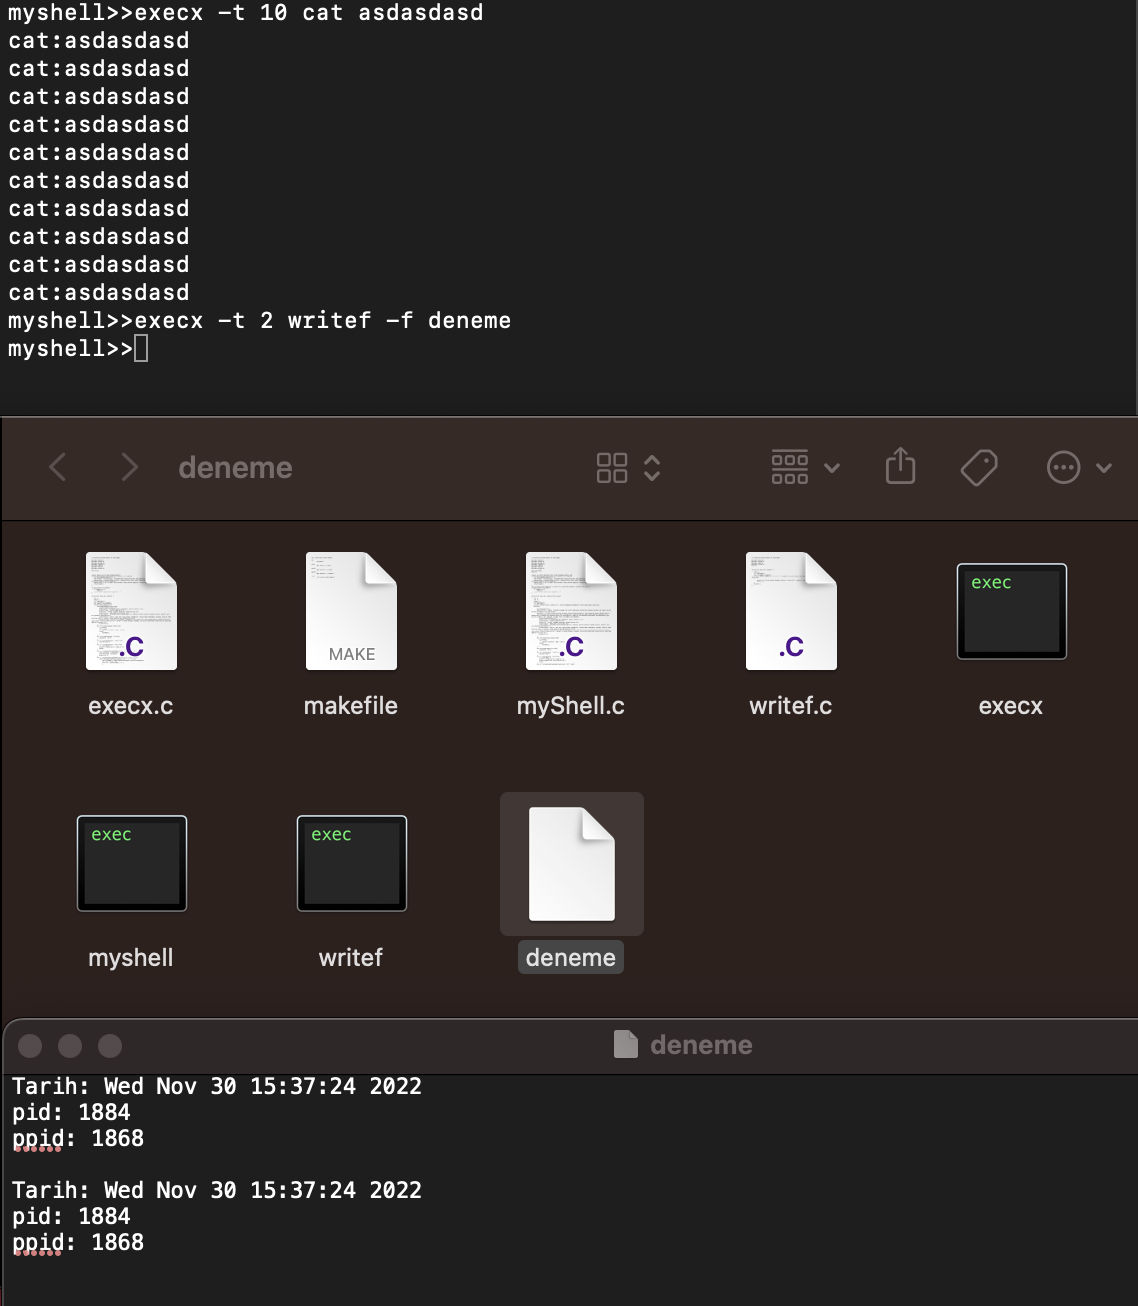 myshell>>execx -t 10 cat asdasdasd
cat:asdasdasd
cat:asdasdasd
cat:asdasdasd
cat:asdasdasd
cat:asdasdasd
cat:asdasdasd
cat:asdasdasd
cat:asdasdasd
cat:asdasdasd
cat:asdasdasd
myshell>>execx -t 2 writef -f deneme
myshell>>
deneme
.C
MAKE
.C
.C
exec
execx.c
makefile
myShell.c
writef.c
execx
exec
exec
myshell
writef
deneme
deneme
Tarih: Wed Nov 30 15:37:24 2022
pid: 1884
ppid: 1868
Tarih: Wed Nov 30 15:37:24 2022
pid: 1884
ppid: 1868